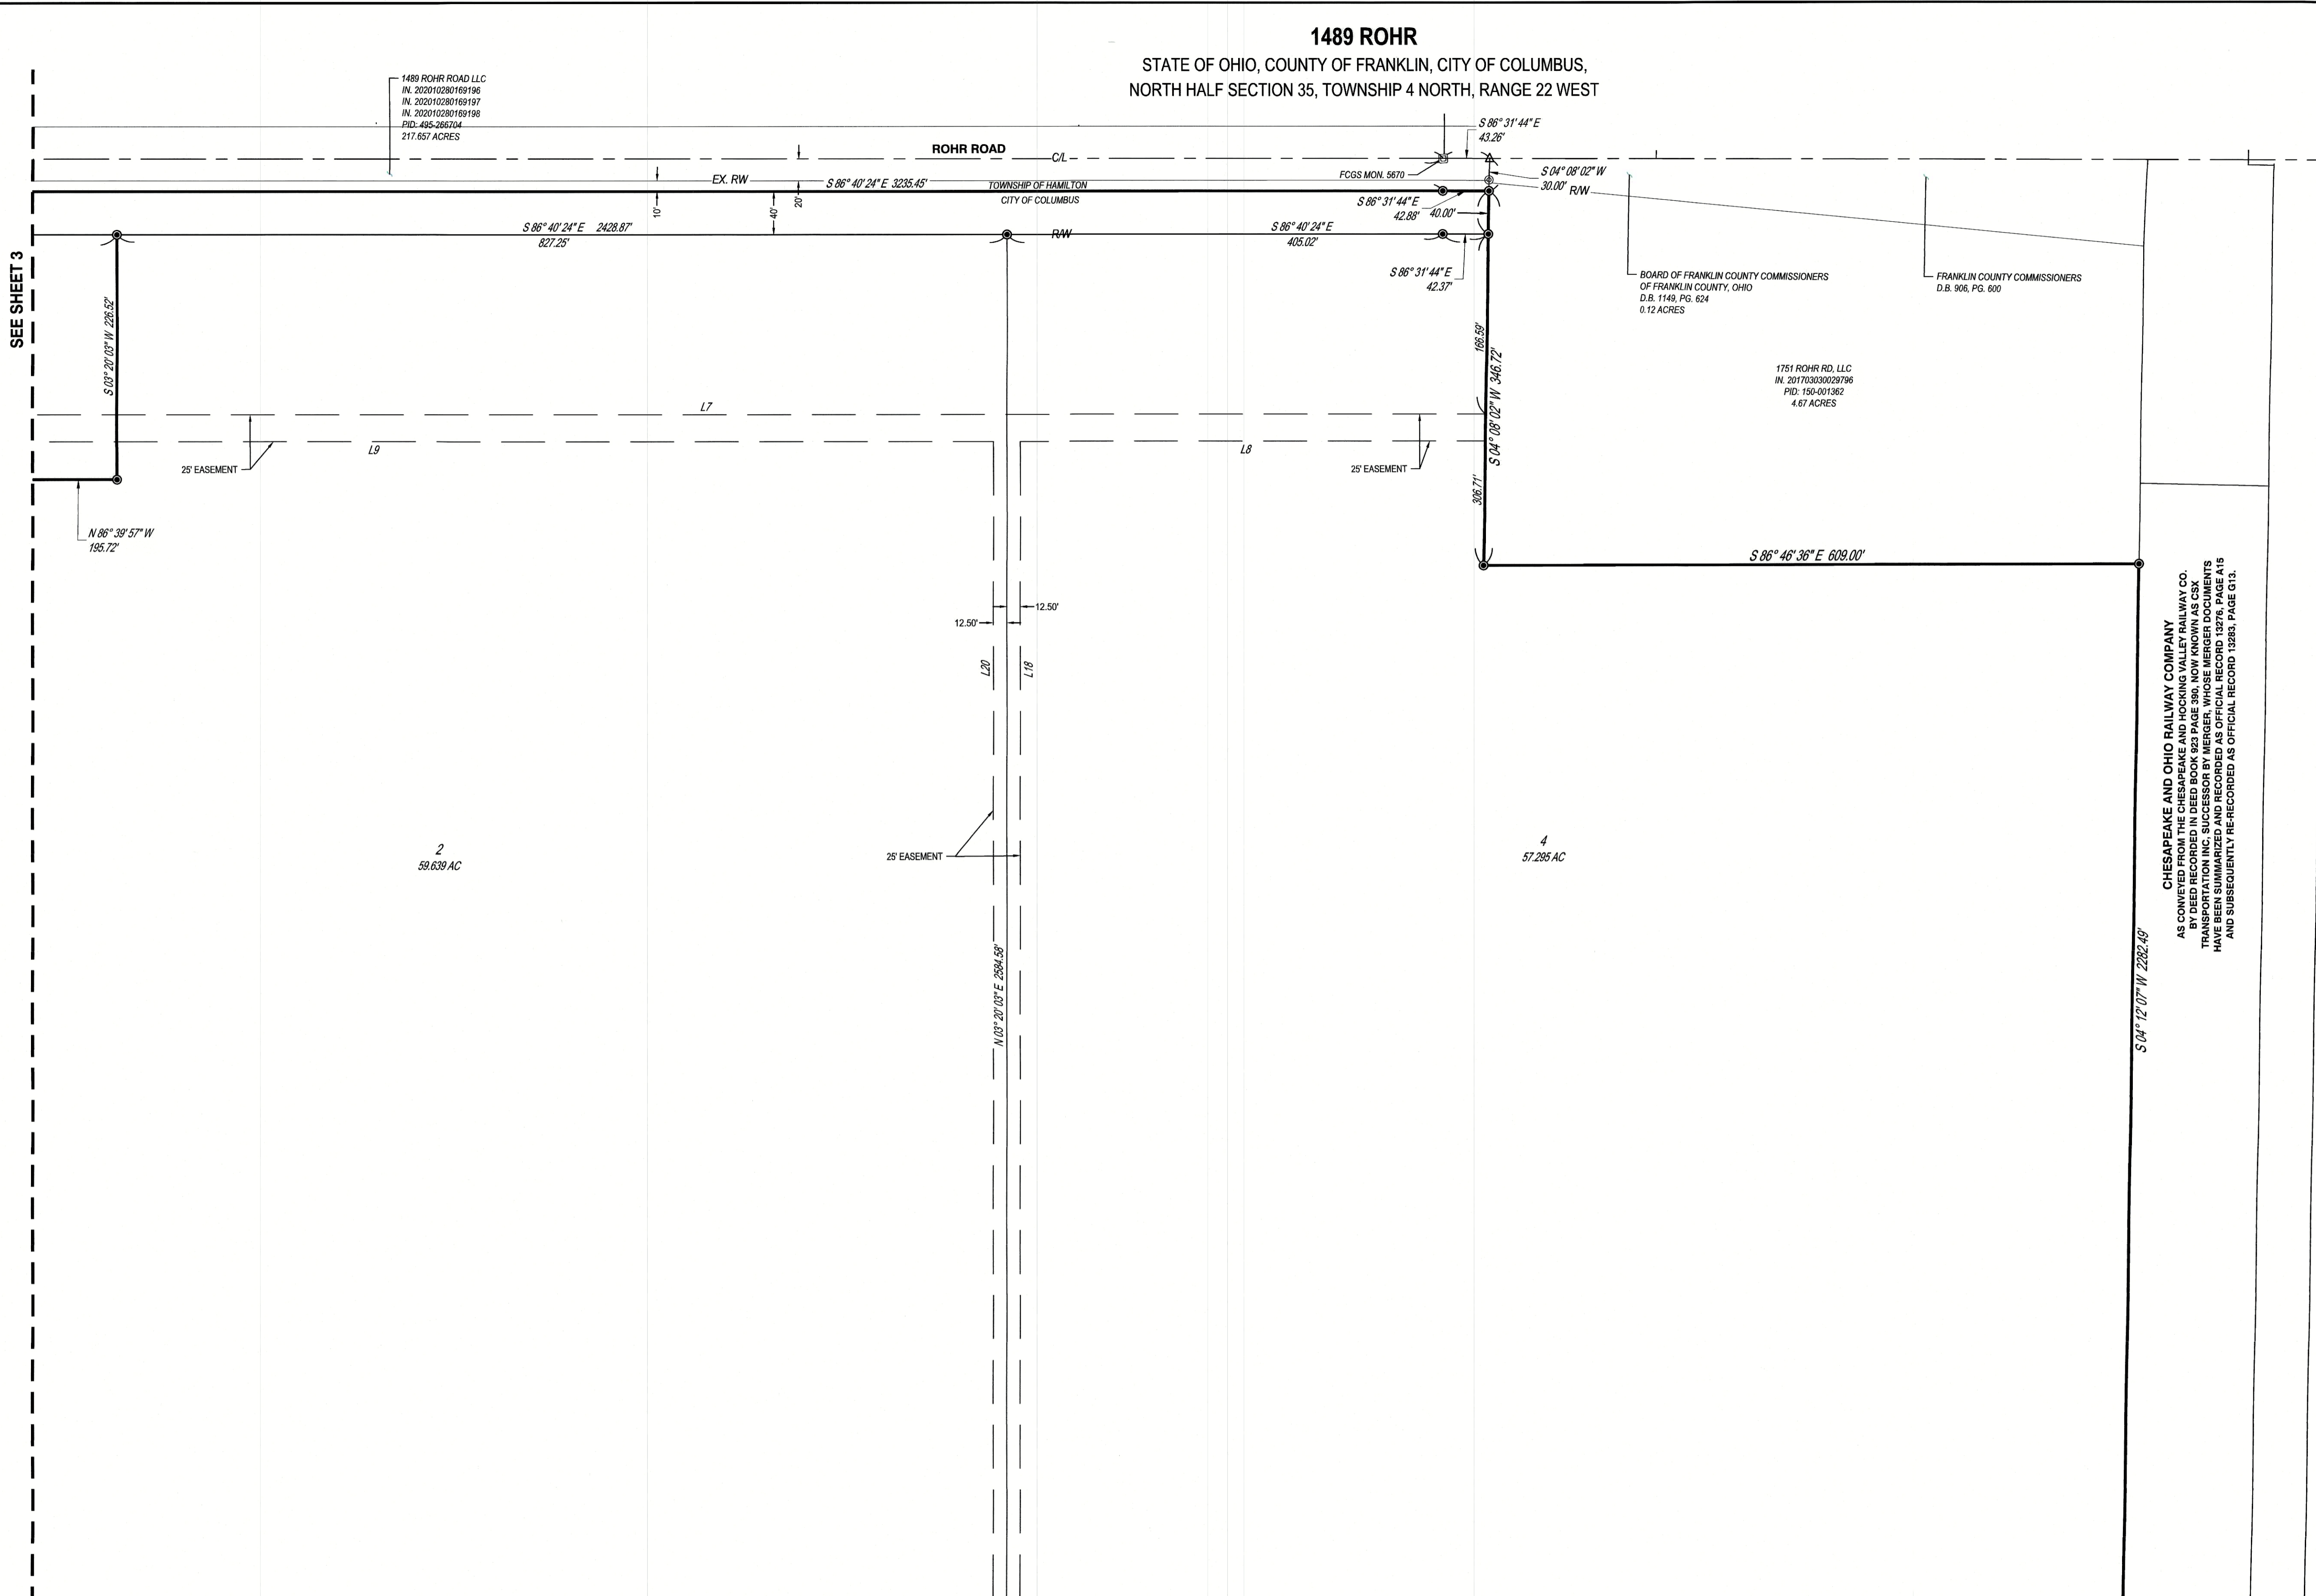 1489 ROHR
STATE OF OHIO, COUNTY OF FRANKLIN, CITY OF COLUMBUS,
NORTH HALF SECTION 35, TOWNSHIP 4 NORTH, RANGE 22 WEST
1489 ROHR ROAD LLC
IN. 202010280169196
IN. 202010280169197
IN. 202010280169198
PID: 495-266704
217.657 ACRES
S 86° 31' 44" E
43.26'
ROHR ROAD
C/L
FCGS MON. 5670
S 04° 08' 02" W
30.00'
R/W
EX. RW
S 86° 40' 24" E 3235.45'
TOWNSHIP OF HAMILTON
CITY OF COLUMBUS
10'
40'
20'
S 86° 31' 44" E
42.88'
40.00'
S 86° 40' 24" E 2428.87'
827.25'
R/W
S 86° 40' 24" E
405.02'
S 86° 31' 44" E
42.37'
BOARD OF FRANKLIN COUNTY COMMISSIONERS
OF FRANKLIN COUNTY, OHIO
D.B. 1149, PG. 624
0.12 ACRES
FRANKLIN COUNTY COMMISSIONERS
D.B. 906, PG. 600
SEE SHEET 3
S 03° 20' 03" W 226.52'
166.59'
S 04° 08' 02" W 346.72'
306.71'
1751 ROHR RD, LLC
IN. 201703030029796
PID: 150-001362
4.67 ACRES
L7
L9
L8
25' EASEMENT
25' EASEMENT
N 86° 39' 57" W
195.72'
S 86° 46' 36" E 609.00'
12.50'
12.50'
L20
L18
25' EASEMENT
2
59.639 AC
4
57.295 AC
N 03° 20' 03" E 2584.58'
S 04° 12' 07" W 2282.49'
CHESAPEAKE AND OHIO RAILWAY COMPANY
AS CONVEYED FROM THE CHESAPEAKE AND HOCKING VALLEY RAILWAY CO.
BY DEED RECORDED IN DEED BOOK 923 PAGE 390, NOW KNOWN AS CSX
TRANSPORTATION INC, SUCCESSOR BY MERGER, WHOSE MERGER DOCUMENTS
HAVE BEEN SUMMARIZED AND RECORDED AS OFFICIAL RECORD 13276, PAGE A15
AND SUBSEQUENTLY RE-RECORDED AS OFFICIAL RECORD 13283, PAGE G13.